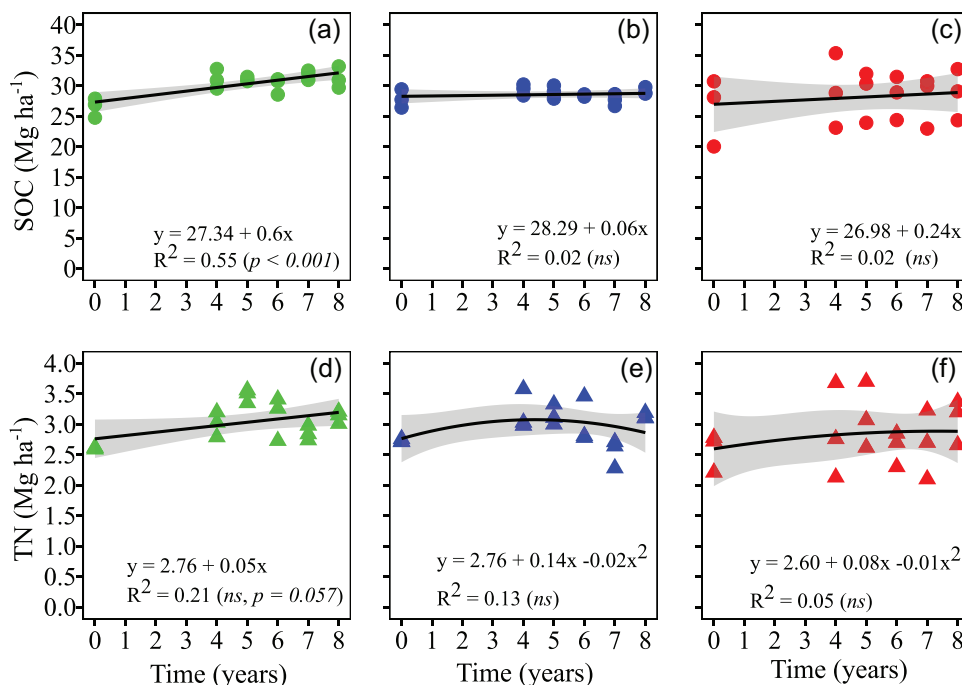 (a) (b) (c)
SOC (Mg ha⁻¹)
40
35
30
25
20
15
10
5
0
y = 27.34 + 0.6x
R² = 0.55 (p < 0.001)
y = 28.29 + 0.06x
R² = 0.02 (ns)
y = 26.98 + 0.24x
R² = 0.02 (ns)
0 1 2 3 4 5 6 7 8
0 1 2 3 4 5 6 7 8
0 1 2 3 4 5 6 7 8
(d) (e) (f)
TN (Mg ha⁻¹)
4.0
3.5
3.0
2.5
2.0
1.5
1.0
0.5
0.0
y = 2.76 + 0.05x
R² = 0.21 (ns, p = 0.057)
y = 2.76 + 0.14x -0.02x²
R² = 0.13 (ns)
y = 2.60 + 0.08x -0.01x²
R² = 0.05 (ns)
0 1 2 3 4 5 6 7 8
0 1 2 3 4 5 6 7 8
0 1 2 3 4 5 6 7 8
Time (years) Time (years) Time (years)